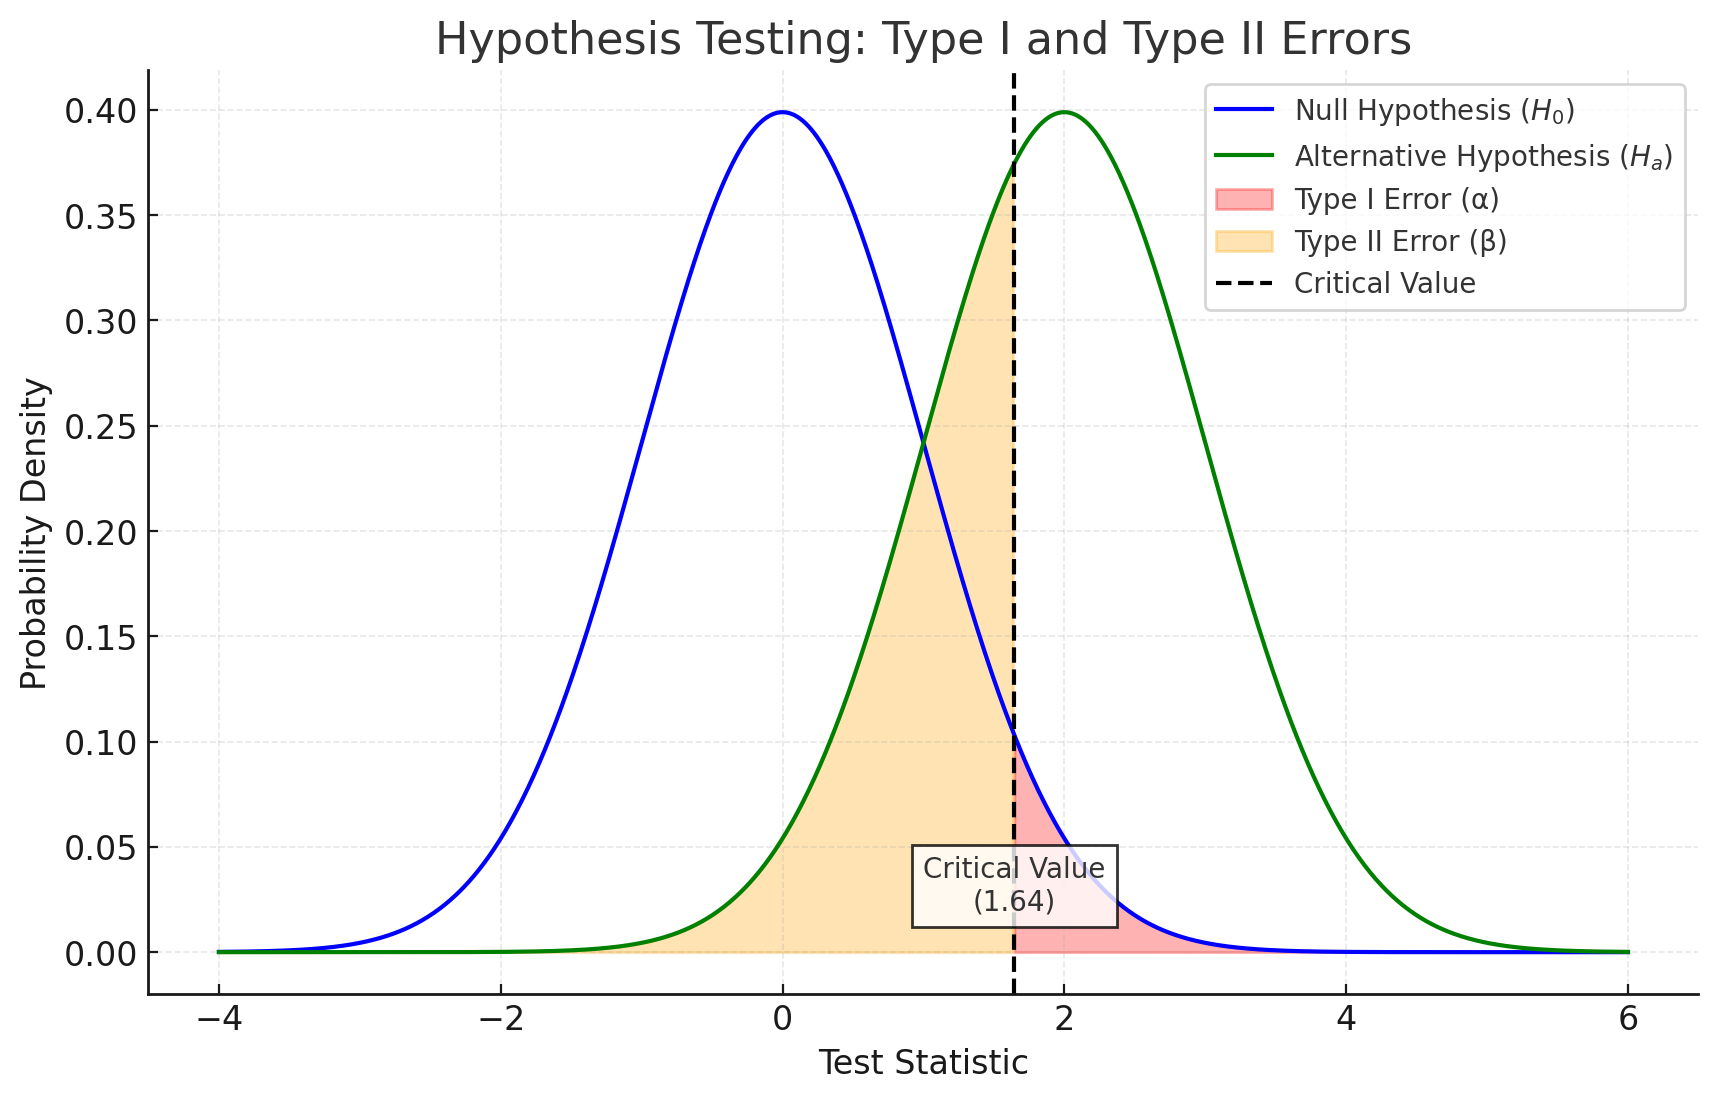 Hypothesis Testing: Type I and Type II Errors
Null Hypothesis (H₀)
Alternative Hypothesis (Hₐ)
Type I Error (α)
Type II Error (β)
Critical Value
Probability Density
0.40
0.35
0.30
0.25
0.20
0.15
0.10
0.05
0.00
Critical Value
(1.64)
−4
−2
0
2
4
6
Test Statistic